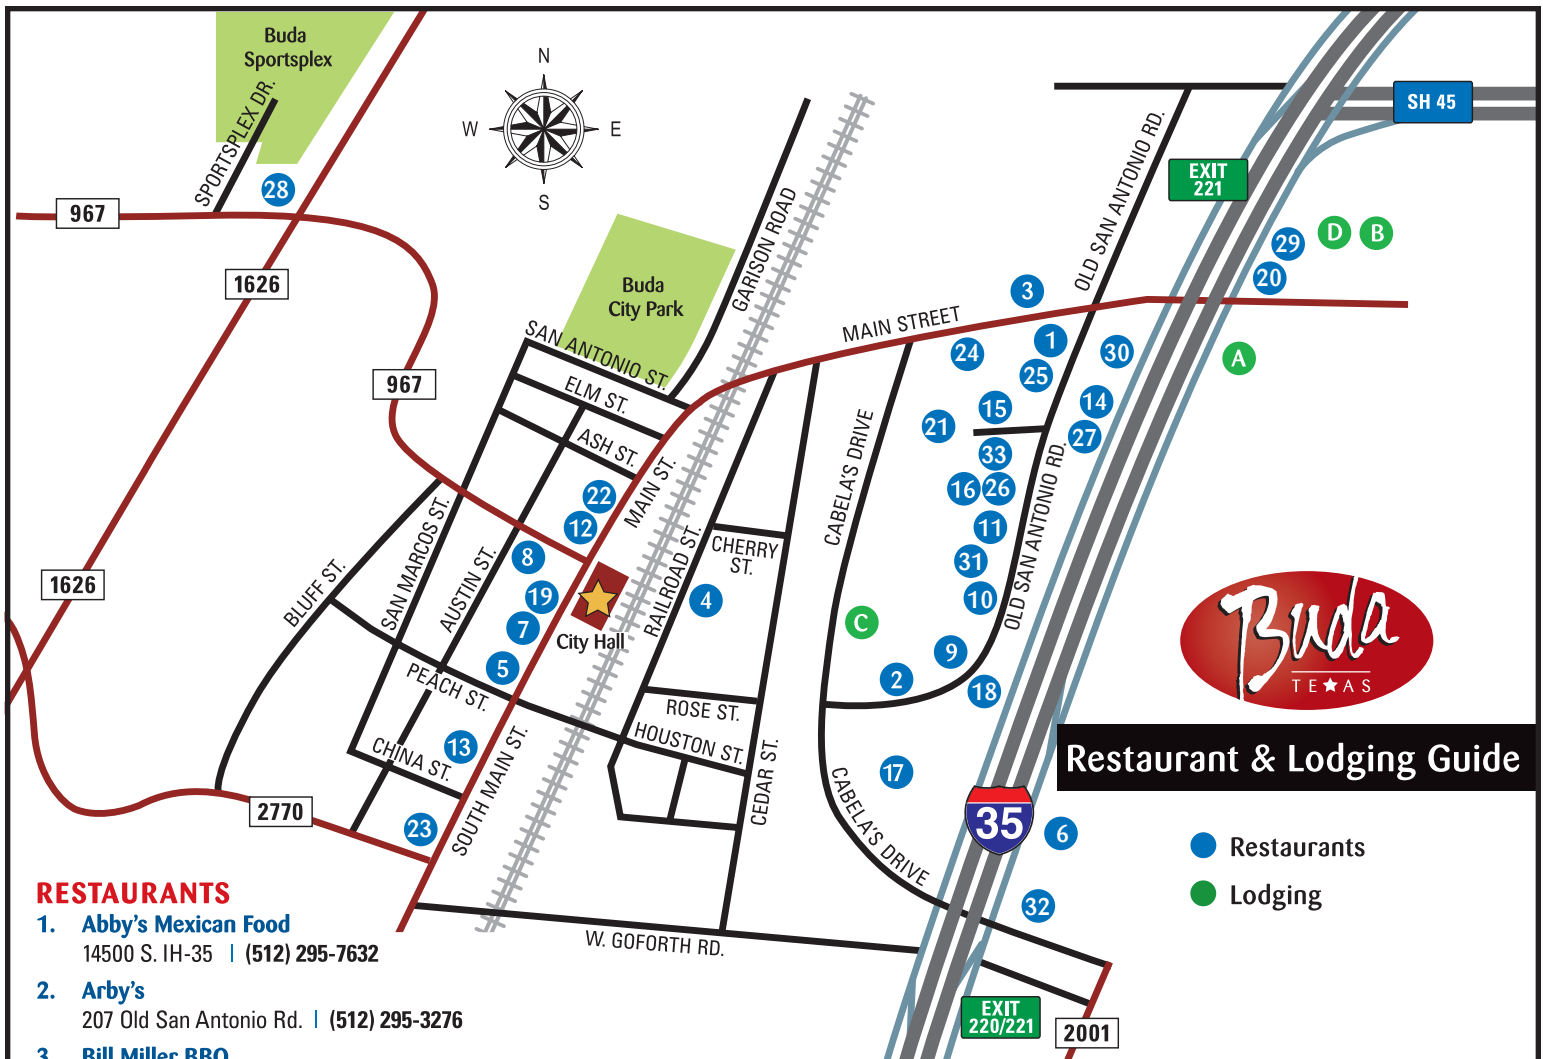 Buda
Sportsplex
SPORTSPLEX DR.
28
967
1626
N
W
E
S
Buda
City Park
GARISON ROAD
SAN ANTONIO ST.
ELM ST.
ASH ST.
967
MAIN ST.
MAIN STREET
OLD SAN ANTONIO RD.
SH 45
EXIT
221
29
D
B
20
3
1
24
25
30
A
15
14
21
27
33
16
26
11
31
10
CABELA'S DRIVE
OLD SAN ANTONIO RD.
22
12
8
19
7
5
City Hall
RAILROAD ST.
CHERRY
ST.
4
C
9
2
18
1626
BLUFF ST.
SAN MARCOS ST.
AUSTIN ST.
PEACH ST.
CHINA ST.
13
ROSE ST.
HOUSTON ST.
CEDAR ST.
SOUTH MAIN ST.
2770
23
17
CABELA'S DRIVE
35
6
32
W. GOFORTH RD.
EXIT
220/221
2001
Buda
TEXAS
Restaurant & Lodging Guide
Restaurants
Lodging
RESTAURANTS
1. Abby's Mexican Food
14500 S. IH-35 | (512) 295-7632
2. Arby's
207 Old San Antonio Rd. | (512) 295-3276
3. Bill Miller BBQ